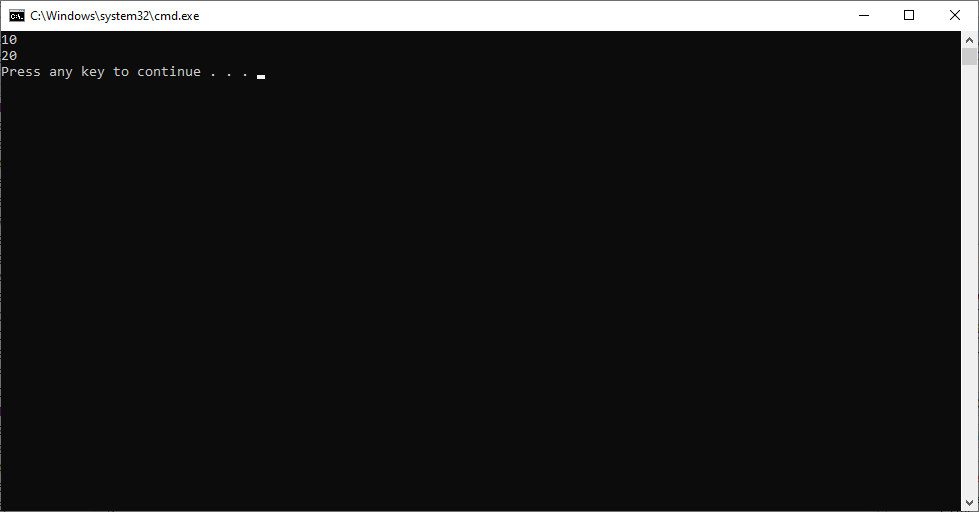 C:\Windows\system32\cmd.exe
10
20
Press any key to continue . . .